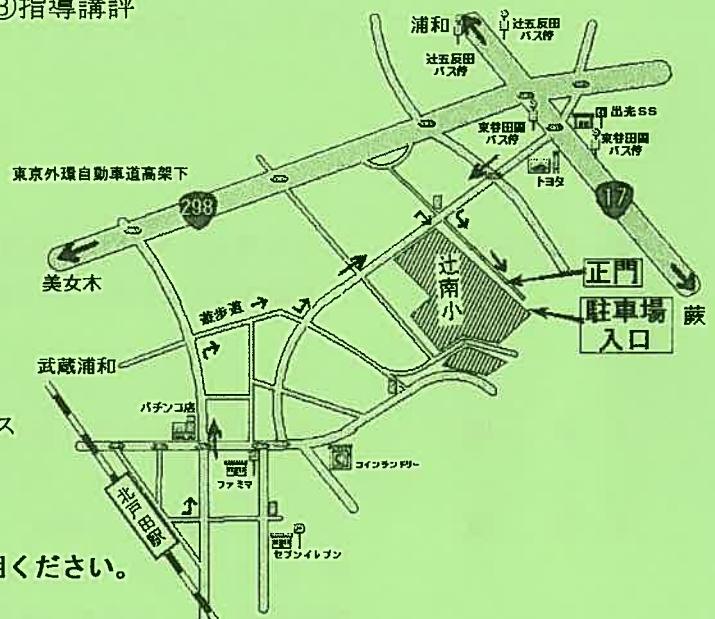 ③指導講評
浦和
辻五反田
バス停
辻五反田
バス停
出光SS
東谷田圃
バス停
東谷田圃
バス停
トヨタ
東京外環自動車道高架下
298
17
美女木
辻南小
正門
駐車場
入口
蕨
遊歩道
武蔵浦和
パチンコ店
ス
コインランドリー
ファミマ
北戸田駅
セブンイレブン
用ください。